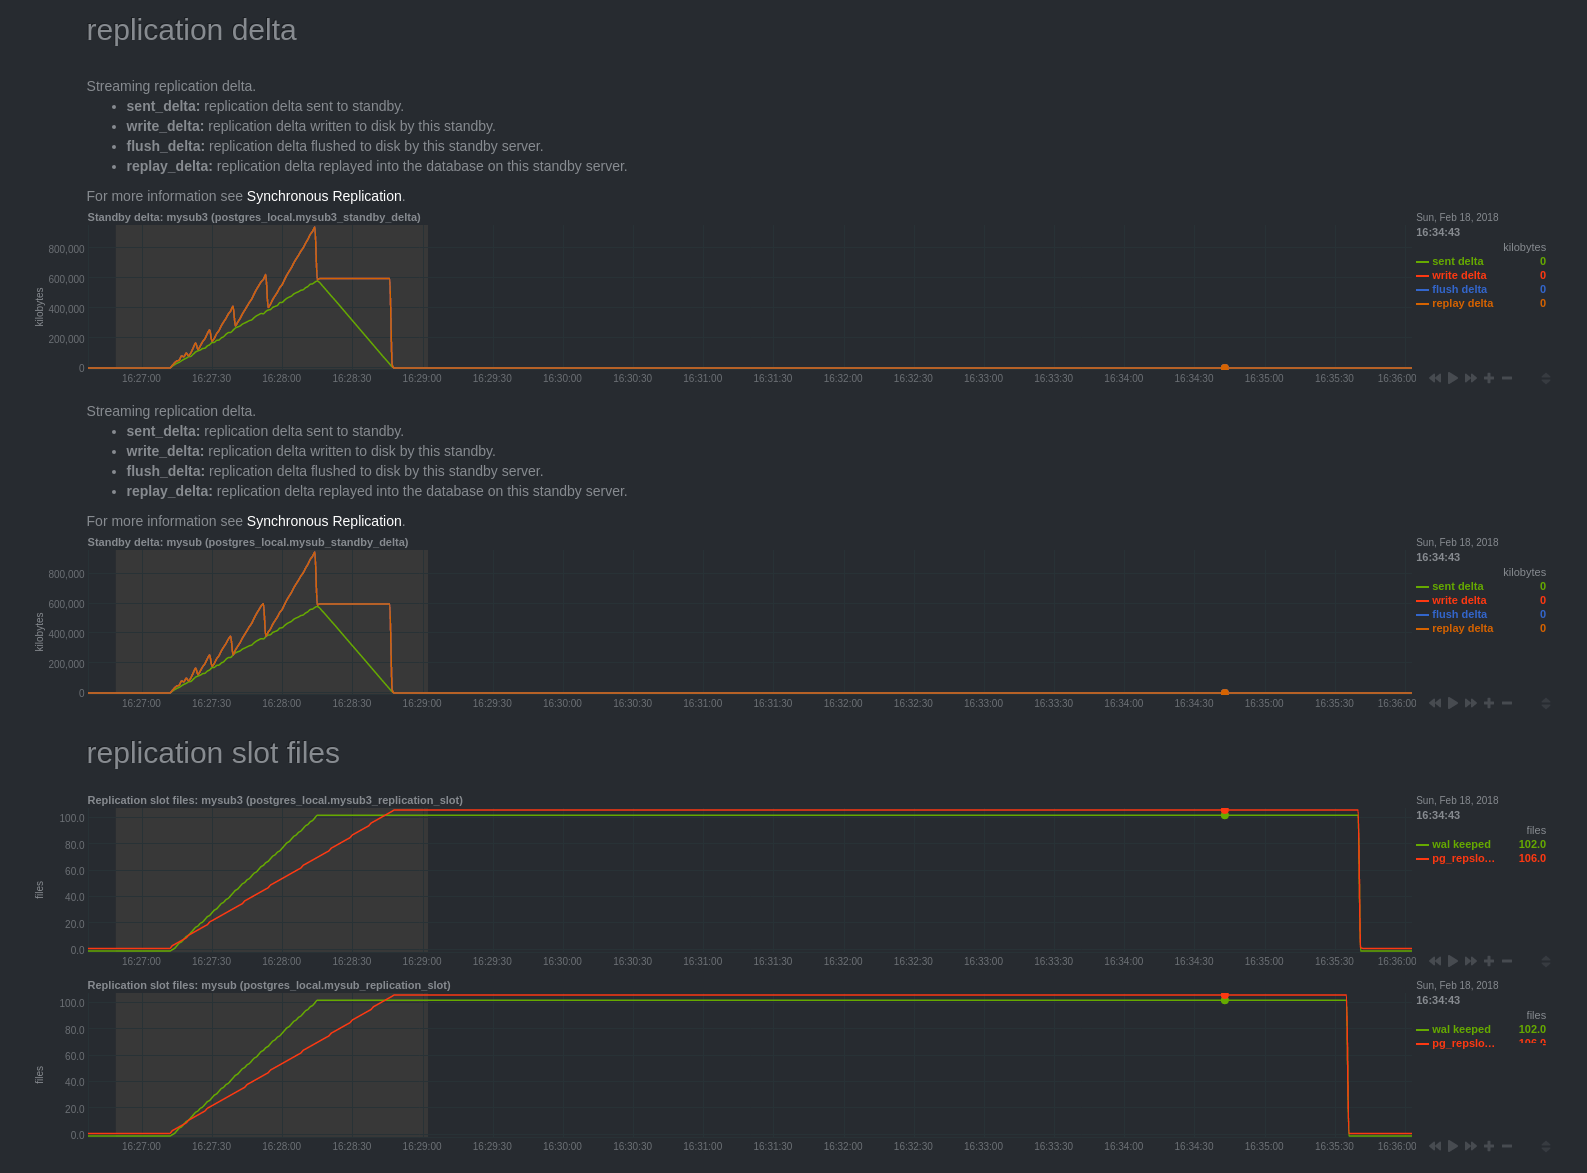 replication delta
Streaming replication delta.
• sent_delta: replication delta sent to standby.
• write_delta: replication delta written to disk by this standby.
• flush_delta: replication delta flushed to disk by this standby server.
• replay_delta: replication delta replayed into the database on this standby server.
For more information see Synchronous Replication.
Standby delta: mysub3 (postgres_local.mysub3_standby_delta)
Sun, Feb 18, 2018
16:34:43
kilobytes
sent delta 0
write delta 0
flush delta 0
replay delta 0
kilobytes
800,000
600,000
400,000
200,000
0
16:27:00 16:27:30 16:28:00 16:28:30 16:29:00 16:29:30 16:30:00 16:30:30 16:31:00 16:31:30 16:32:00 16:32:30 16:33:00 16:33:30 16:34:00 16:34:30 16:35:00 16:35:30 16:36:00
Streaming replication delta.
• sent_delta: replication delta sent to standby.
• write_delta: replication delta written to disk by this standby.
• flush_delta: replication delta flushed to disk by this standby server.
• replay_delta: replication delta replayed into the database on this standby server.
For more information see Synchronous Replication.
Standby delta: mysub (postgres_local.mysub_standby_delta)
Sun, Feb 18, 2018
16:34:43
kilobytes
sent delta 0
write delta 0
flush delta 0
replay delta 0
kilobytes
800,000
600,000
400,000
200,000
0
16:27:00 16:27:30 16:28:00 16:28:30 16:29:00 16:29:30 16:30:00 16:30:30 16:31:00 16:31:30 16:32:00 16:32:30 16:33:00 16:33:30 16:34:00 16:34:30 16:35:00 16:35:30 16:36:00
replication slot files
Replication slot files: mysub3 (postgres_local.mysub3_replication_slot)
Sun, Feb 18, 2018
16:34:43
files
wal keeped 102.0
pg_repslo... 106.0
files
100.0
80.0
60.0
40.0
20.0
0.0
16:27:00 16:27:30 16:28:00 16:28:30 16:29:00 16:29:30 16:30:00 16:30:30 16:31:00 16:31:30 16:32:00 16:32:30 16:33:00 16:33:30 16:34:00 16:34:30 16:35:00 16:35:30 16:36:00
Replication slot files: mysub (postgres_local.mysub_replication_slot)
Sun, Feb 18, 2018
16:34:43
files
wal keeped 102.0
pg_repslo... 106.0
files
100.0
80.0
60.0
40.0
20.0
0.0
16:27:00 16:27:30 16:28:00 16:28:30 16:29:00 16:29:30 16:30:00 16:30:30 16:31:00 16:31:30 16:32:00 16:32:30 16:33:00 16:33:30 16:34:00 16:34:30 16:35:00 16:35:30 16:36:00